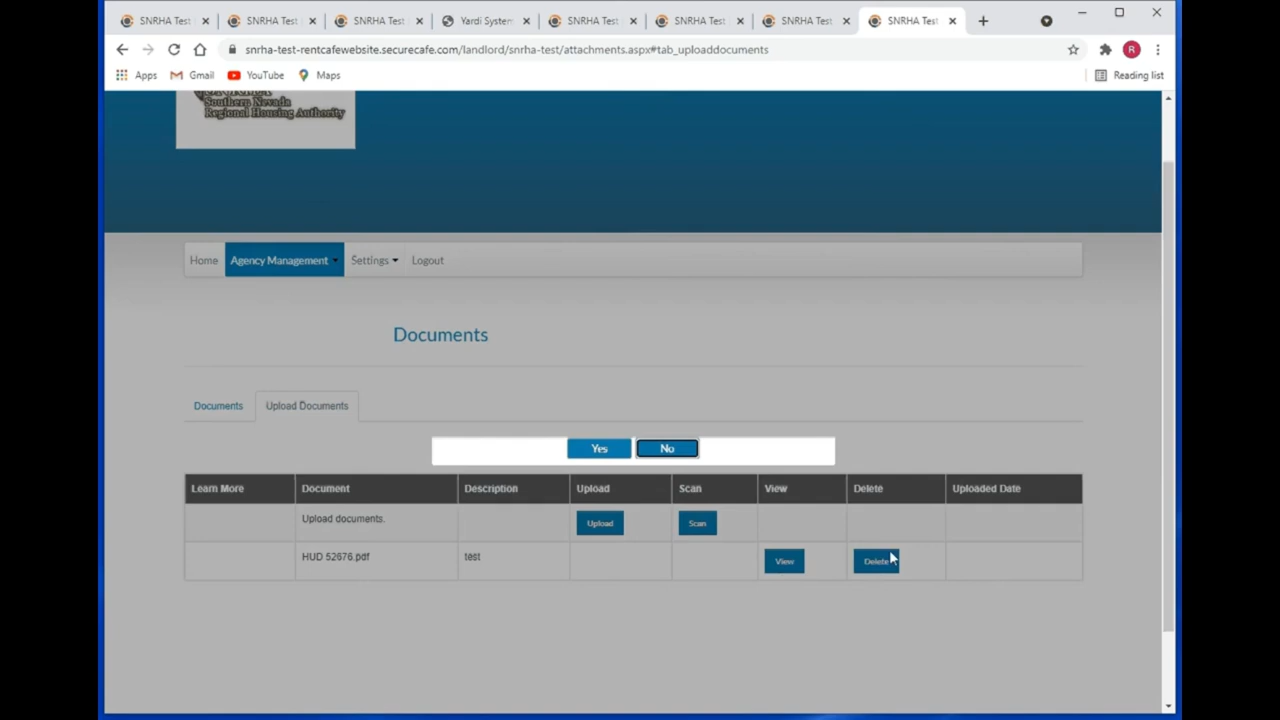 SNRHA Test SNRHA Test SNRHA Test Yardi System SNRHA Test SNRHA Test SNRHA Test SNRHA Test
snrha-test-rentcafewebsite.securecafe.com/landlord/snrha-test/attachments.aspx#tab_uploaddocuments R
Apps Gmail YouTube Maps Reading list
Southern Nevada
Regional Housing Authority
Home Agency Management Settings Logout
Documents
Documents Upload Documents
Yes No
Learn More Document Description Upload Scan View Delete Uploaded Date
Upload documents. Upload Scan
HUD 52676.pdf test View Delete